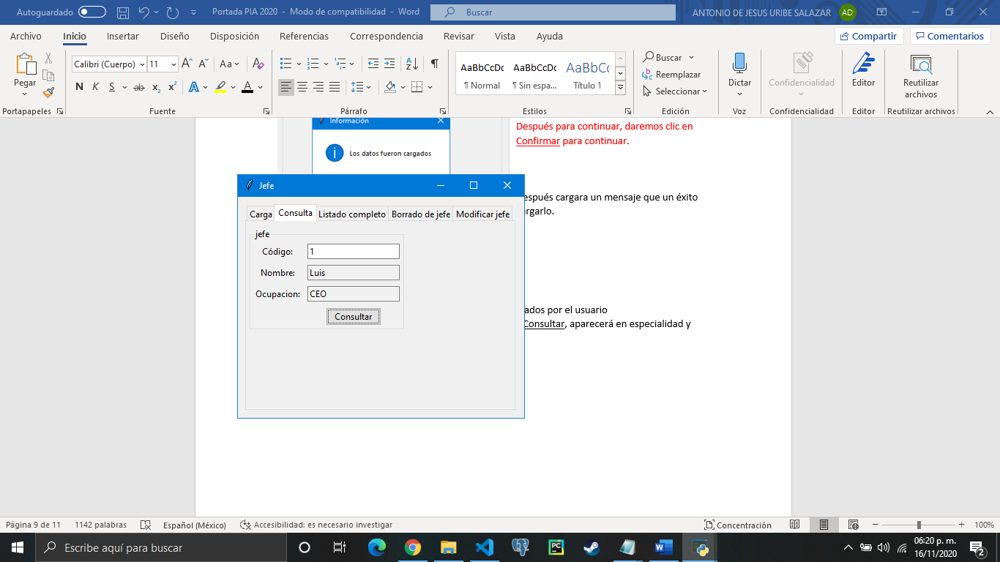 Autoguardado Portada PIA 2020 - Modo de compatibilidad - Word Buscar ANTONIO DE JESUS URIBE SALAZAR AD
Archivo Inicio Insertar Diseño Disposición Referencias Correspondencia Revisar Vista Ayuda Compartir Comentarios
Pegar
Calibri (Cuerpo) 11 Aa
N K S ab x₂ x² A A
AaBbCcDc AaBbCcDc AaBbCc
¶ Normal ¶ Sin espa... Título 1
Buscar
Reemplazar
Seleccionar
Dictar Confidencialidad Editor Reutilizar archivos
Portapapeles Fuente Párrafo Estilos Edición Voz Confidencialidad Editor Reutilizar archivos
Información
Los datos fueron cargados
Después para continuar, daremos clic en
Confirmar para continuar.
espués cargara un mensaje que un éxito
argarlo.
ados por el usuario
Consultar, aparecerá en especialidad y
Jefe
Carga Consulta Listado completo Borrado de jefe Modificar jefe
jefe
Código: 1
Nombre: Luis
Ocupacion: CEO
Consultar
Página 9 de 11 1142 palabras Español (México) Accesibilidad: es necesario investigar Concentración 100%
Escribe aquí para buscar
PC
06:20 p. m.
16/11/2020
2